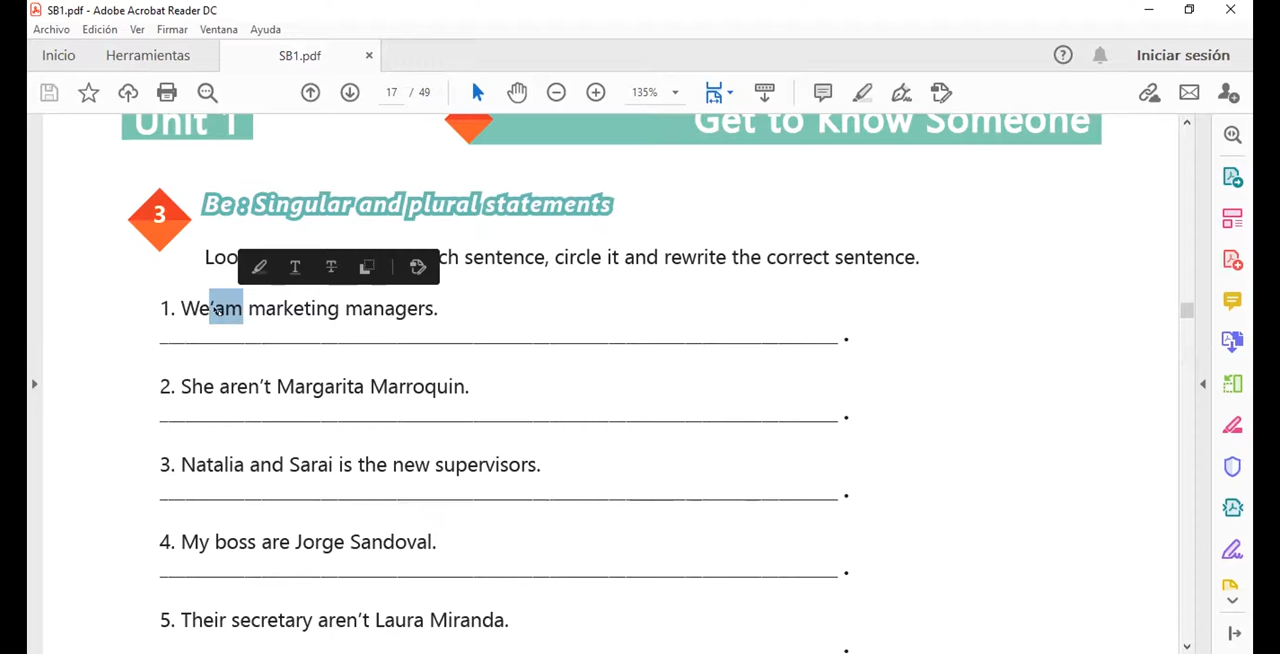 SB1.pdf - Adobe Acrobat Reader DC
Archivo Edición Ver Firmar Ventana Ayuda
Inicio Herramientas SB1.pdf × ? Iniciar sesión
17 / 49 135%
Unit 1 Get to Know Someone
3 Be : Singular and plural statements
Loo ch sentence, circle it and rewrite the correct sentence.
1. We'am marketing managers.
.
2. She aren't Margarita Marroquin.
.
3. Natalia and Sarai is the new supervisors.
.
4. My boss are Jorge Sandoval.
.
5. Their secretary aren't Laura Miranda.
.